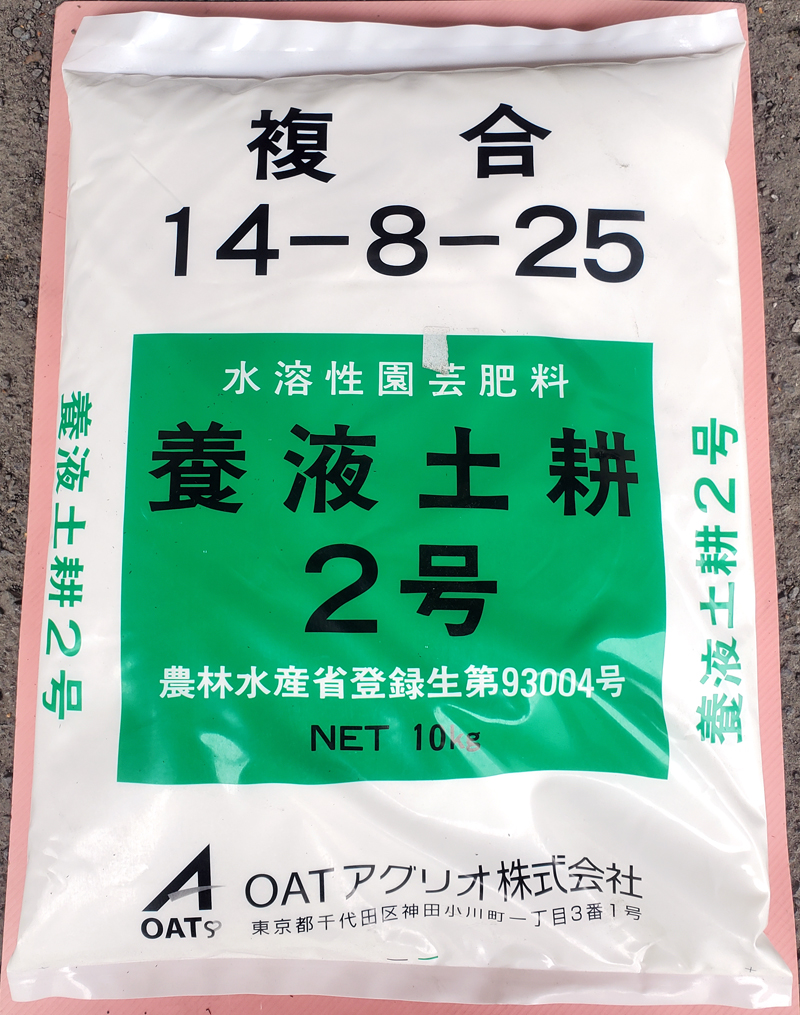 複合
14-8-25
水溶性園芸肥料
養液土耕
2号
農林水産省登録生第93004号
NET 10kg
養液土耕2号
養液土耕2号
OATアグリオ株式会社
OAT
東京都千代田区神田小川町一丁目3番1号